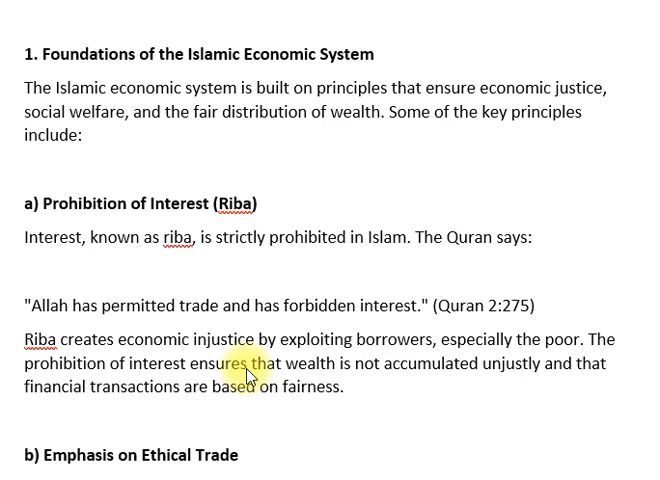 1. Foundations of the Islamic Economic System
The Islamic economic system is built on principles that ensure economic justice,
social welfare, and the fair distribution of wealth. Some of the key principles
include:
a) Prohibition of Interest (Riba)
Interest, known as riba, is strictly prohibited in Islam. The Quran says:
"Allah has permitted trade and has forbidden interest." (Quran 2:275)
Riba creates economic injustice by exploiting borrowers, especially the poor. The
prohibition of interest ensures that wealth is not accumulated unjustly and that
financial transactions are based on fairness.
b) Emphasis on Ethical Trade